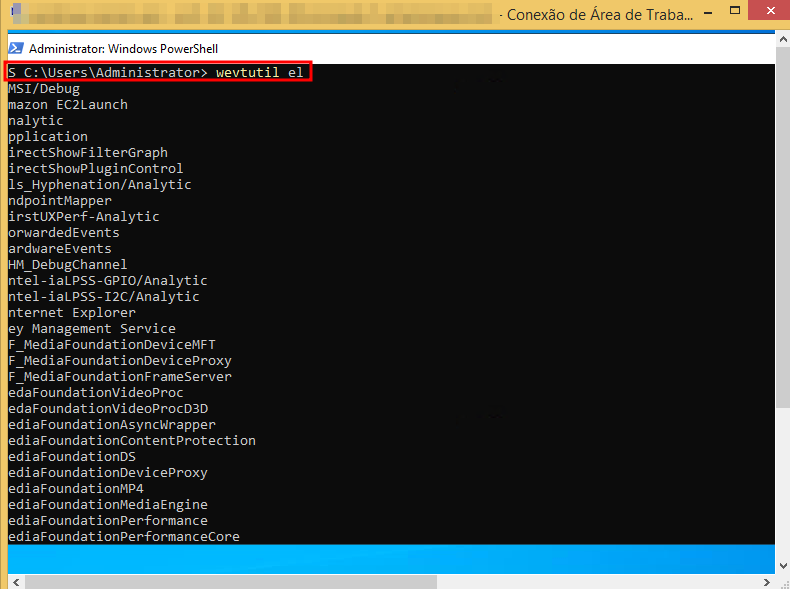 - Conexão de Área de Traba...
Administrator: Windows PowerShell
S C:\Users\Administrator> wevtutil el
MSI/Debug
mazon EC2Launch
nalytic
pplication
irectShowFilterGraph
irectShowPluginControl
ls_Hyphenation/Analytic
ndpointMapper
irstUXPerf-Analytic
orwardedEvents
ardwareEvents
HM_DebugChannel
ntel-iaLPSS-GPIO/Analytic
ntel-iaLPSS-I2C/Analytic
nternet Explorer
ey Management Service
F_MediaFoundationDeviceMFT
F_MediaFoundationDeviceProxy
F_MediaFoundationFrameServer
edaFoundationVideoProc
edaFoundationVideoProcD3D
ediaFoundationAsyncWrapper
ediaFoundationContentProtection
ediaFoundationDS
ediaFoundationDeviceProxy
ediaFoundationMP4
ediaFoundationMediaEngine
ediaFoundationPerformance
ediaFoundationPerformanceCore